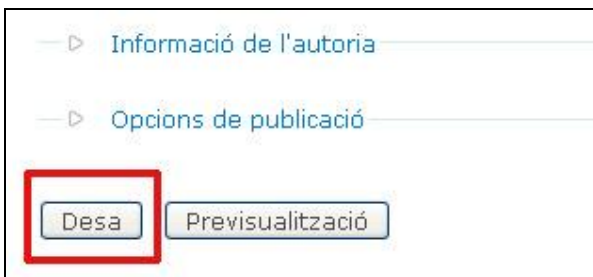 Informació de l'autoria
Opcions de publicació
Desa Previsualització